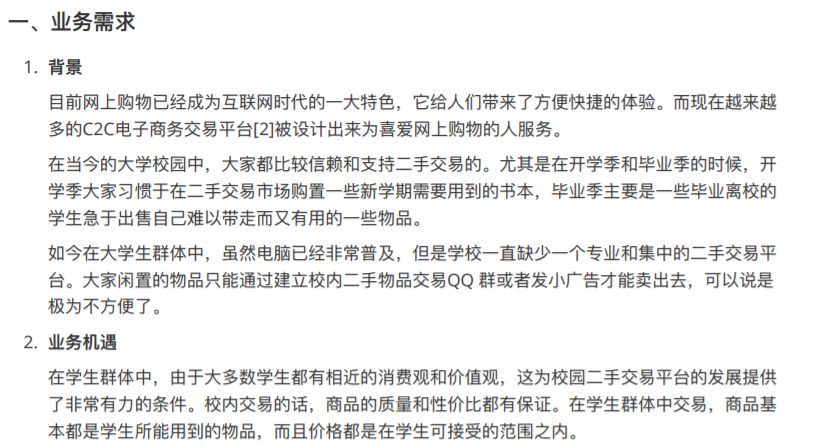 一、业务需求
1. 背景
目前网上购物已经成为互联网时代的一大特色，它给人们带来了方便快捷的体验。而现在越来越
多的C2C电子商务交易平台[2]被设计出来为喜爱网上购物的人服务。
在当今的大学校园中，大家都比较信赖和支持二手交易的。尤其是在开学季和毕业季的时候，开
学季大家习惯于在二手交易市场购置一些新学期需要用到的书本，毕业季主要是一些毕业离校的
学生急于出售自己难以带走而又有用的一些物品。
如今在大学生群体中，虽然电脑已经非常普及，但是学校一直缺少一个专业和集中的二手交易平
台。大家闲置的物品只能通过建立校内二手物品交易QQ 群或者发小广告才能卖出去，可以说是
极为不方便了。
2. 业务机遇
在学生群体中，由于大多数学生都有相近的消费观和价值观，这为校园二手交易平台的发展提供
了非常有力的条件。校内交易的话，商品的质量和性价比都有保证。在学生群体中交易，商品基
本都是学生所能用到的物品，而且价格都是在学生可接受的范围之内。